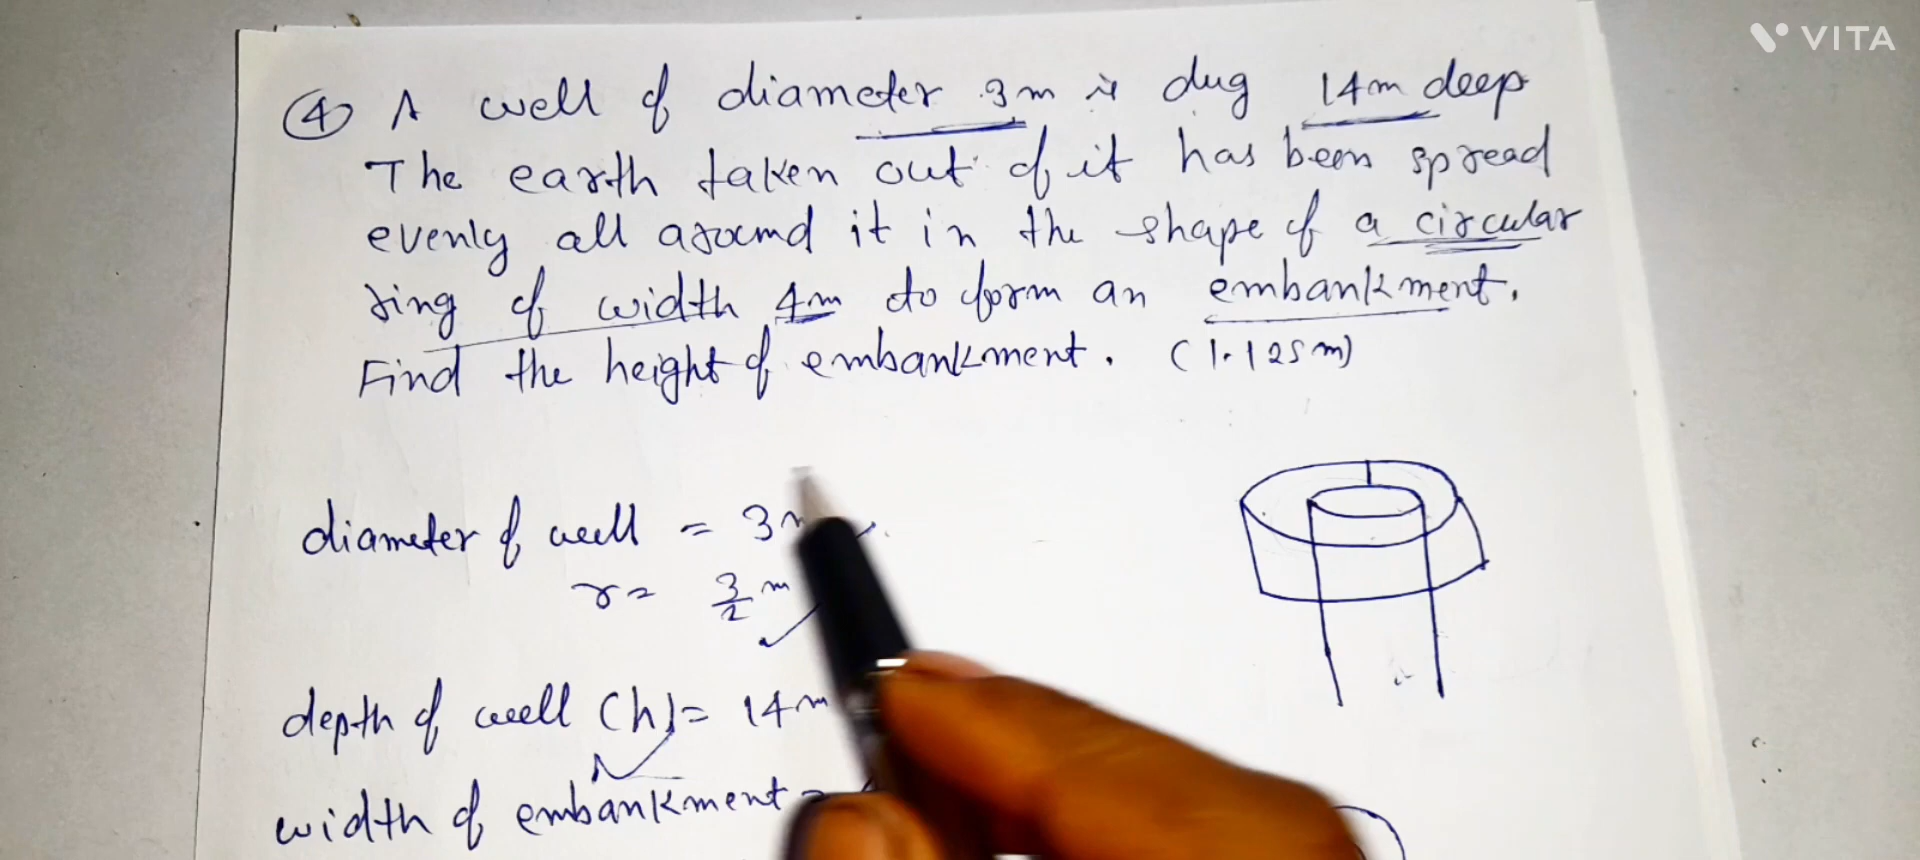 VITA
④ A well of diameter 3m is dug 14m deep
The earth taken out of it has been spread
evenly all around it in the shape of a circular
ring of width 4m to form an embankment.
Find the height of embankment. (1.125m)
diameter of well = 3m
r = 3/2 m
depth of well (h) = 14m
width of embankment =